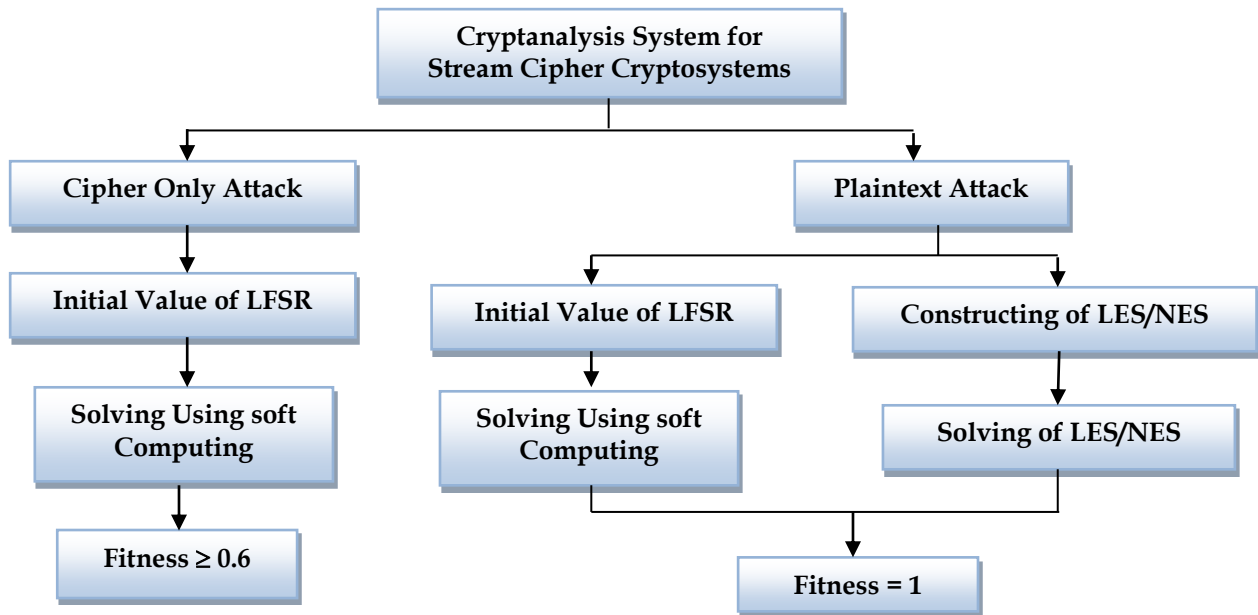 Cryptanalysis System for
Stream Cipher Cryptosystems
Cipher Only Attack
Plaintext Attack
Initial Value of LFSR
Initial Value of LFSR
Constructing of LES/NES
Solving Using soft
Computing
Solving Using soft
Computing
Solving of LES/NES
Fitness ≥ 0.6
Fitness = 1